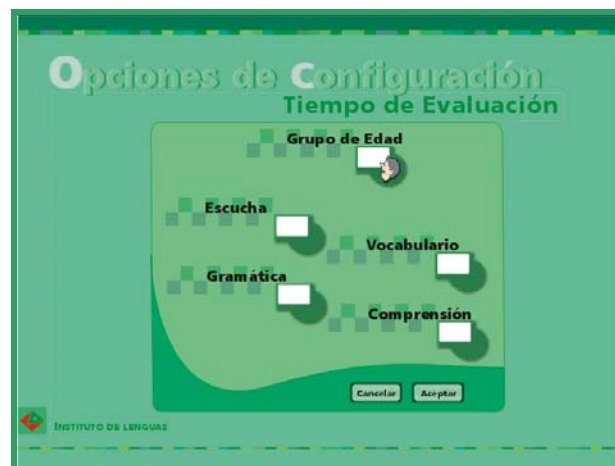 Opciones de Configuración
Tiempo de Evaluación
Grupo de Edad
Escucha
Vocabulario
Gramática
Comprensión
Cancelar Aceptar
INSTITUTO DE LENGUAS